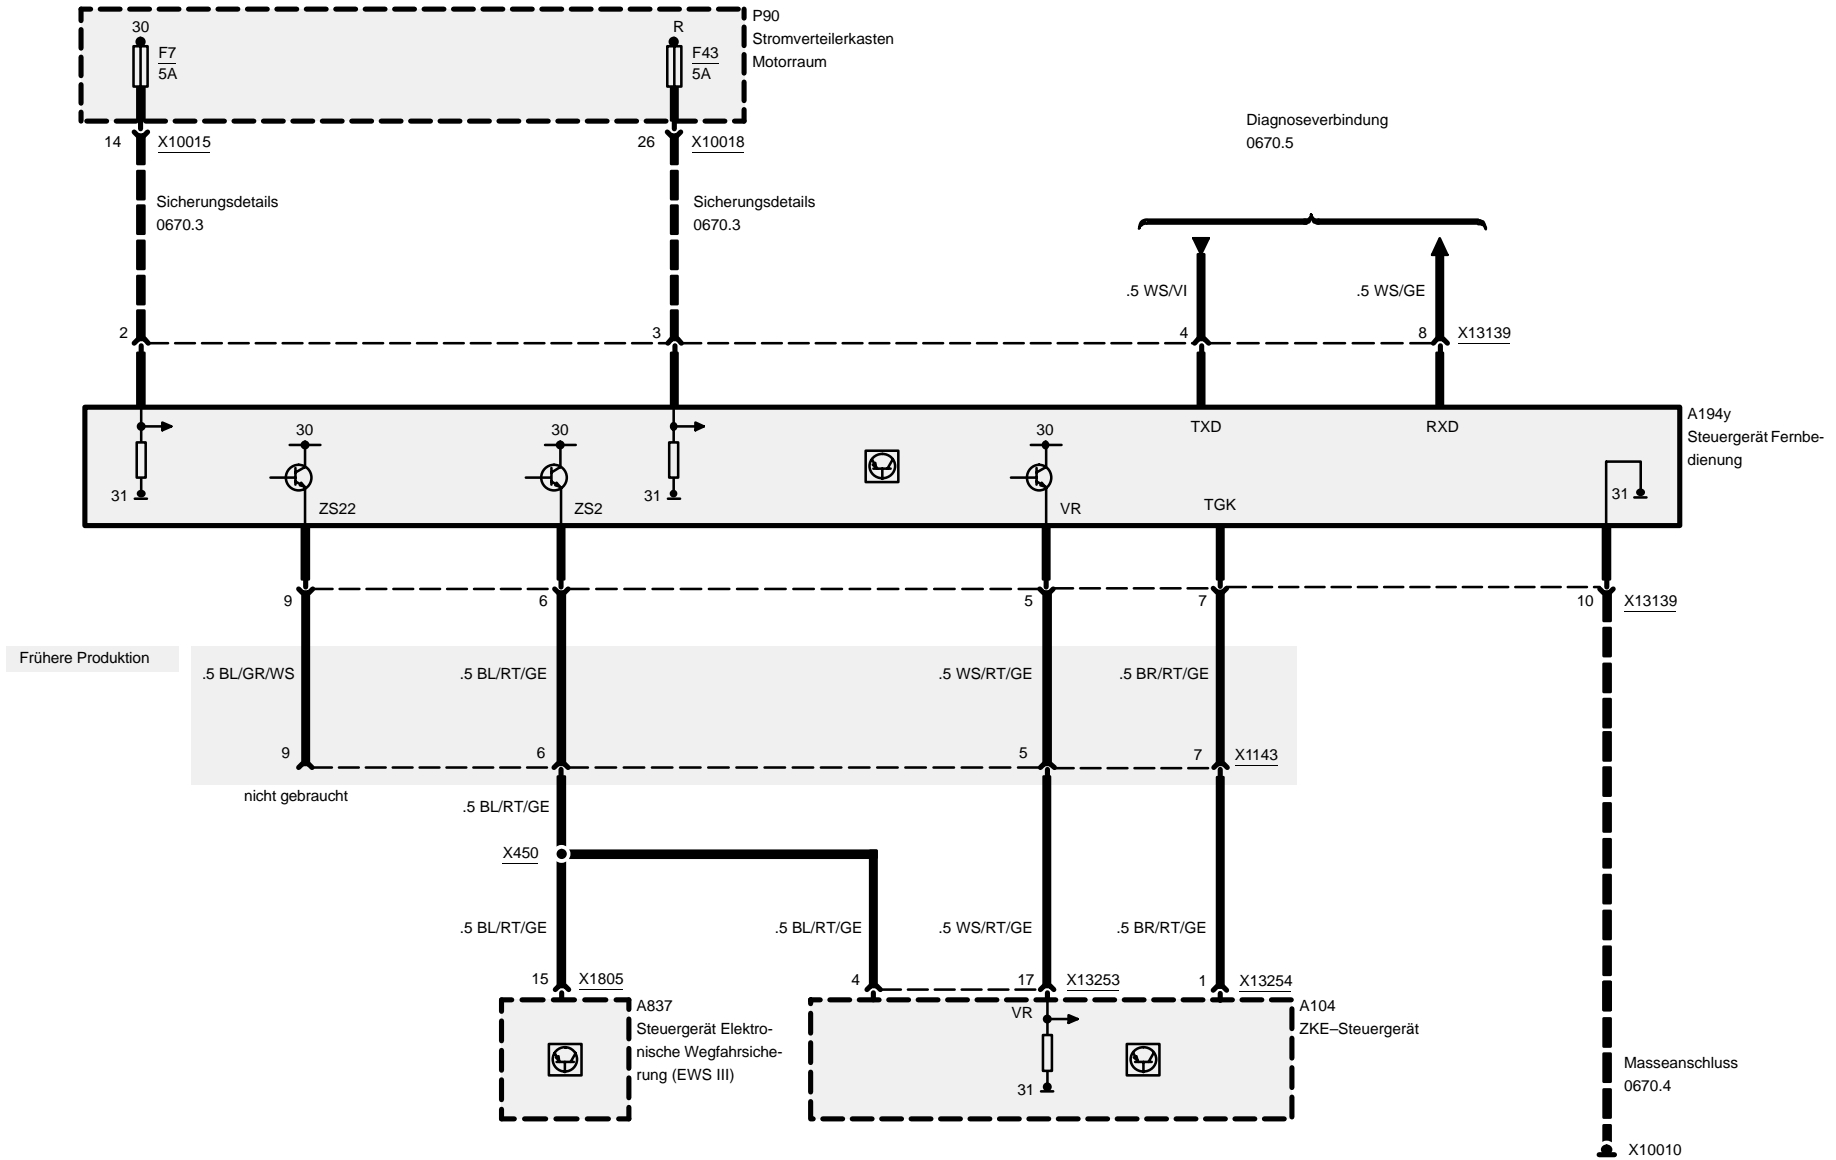 P90
Stromverteilerkasten
Motorraum
30
F7
5A
R
F43
5A
14
X10015
26
X10018
Diagnoseverbindung
0670.5
Sicherungsdetails
0670.3
Sicherungsdetails
0670.3
.5 WS/VI
.5 WS/GE
2
3
4
8
X13139
A194y
Steuergerät Fernbe-
dienung
TXD
RXD
30
30
30
31
31
31
ZS22
ZS2
VR
TGK
9
6
5
7
10
X13139
Frühere Produktion
.5 BL/GR/WS
.5 BL/RT/GE
.5 WS/RT/GE
.5 BR/RT/GE
9
6
5
7
X1143
nicht gebraucht
.5 BL/RT/GE
X450
.5 BL/RT/GE
.5 BL/RT/GE
.5 WS/RT/GE
.5 BR/RT/GE
15
X1805
4
17
X13253
1
X13254
A837
Steuergerät Elektro-
nische Wegfahrsiche-
rung (EWS III)
VR
31
A104
ZKE–Steuergerät
Masseanschluss
0670.4
X10010